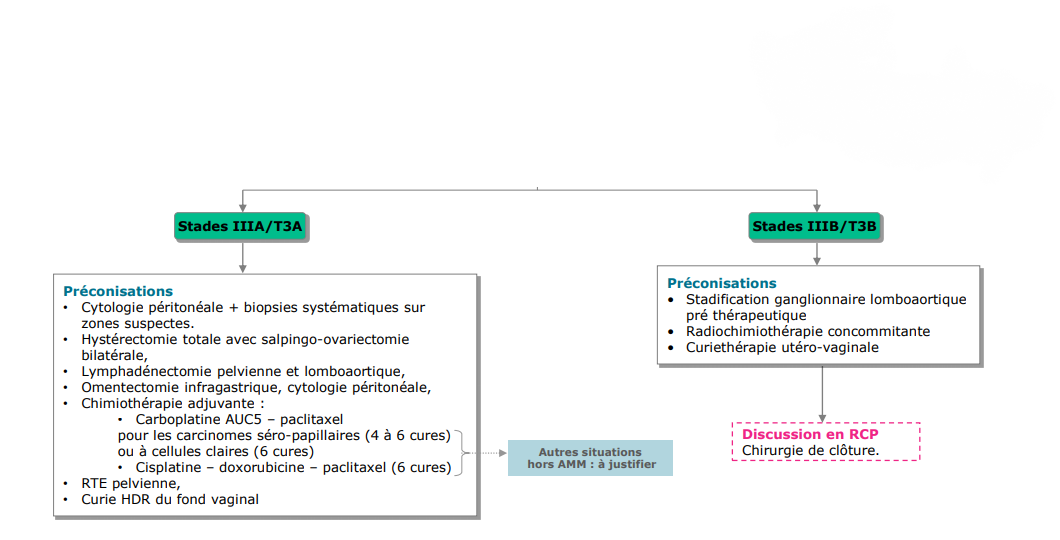 Stades IIIA/T3A
Préconisations
• Cytologie péritonéale + biopsies systématiques sur
zones suspectes.
• Hystérectomie totale avec salpingo-ovariectomie
bilatérale,
• Lymphadénectomie pelvienne et lomboaortique,
• Omentectomie infragastrique, cytologie péritonéale,
• Chimiothérapie adjuvante :
• Carboplatine AUC5 – paclitaxel
pour les carcinomes séro-papillaires (4 à 6 cures)
ou à cellules claires (6 cures)
• Cisplatine – doxorubicine – paclitaxel (6 cures)
• RTE pelvienne,
• Curie HDR du fond vaginal
Autres situations
hors AMM : à justifier
Stades IIIB/T3B
Préconisations
• Stadification ganglionnaire lomboaortique
pré thérapeutique
• Radiochimiothérapie concommitante
• Curiethérapie utéro-vaginale
Discussion en RCP
Chirurgie de clôture.